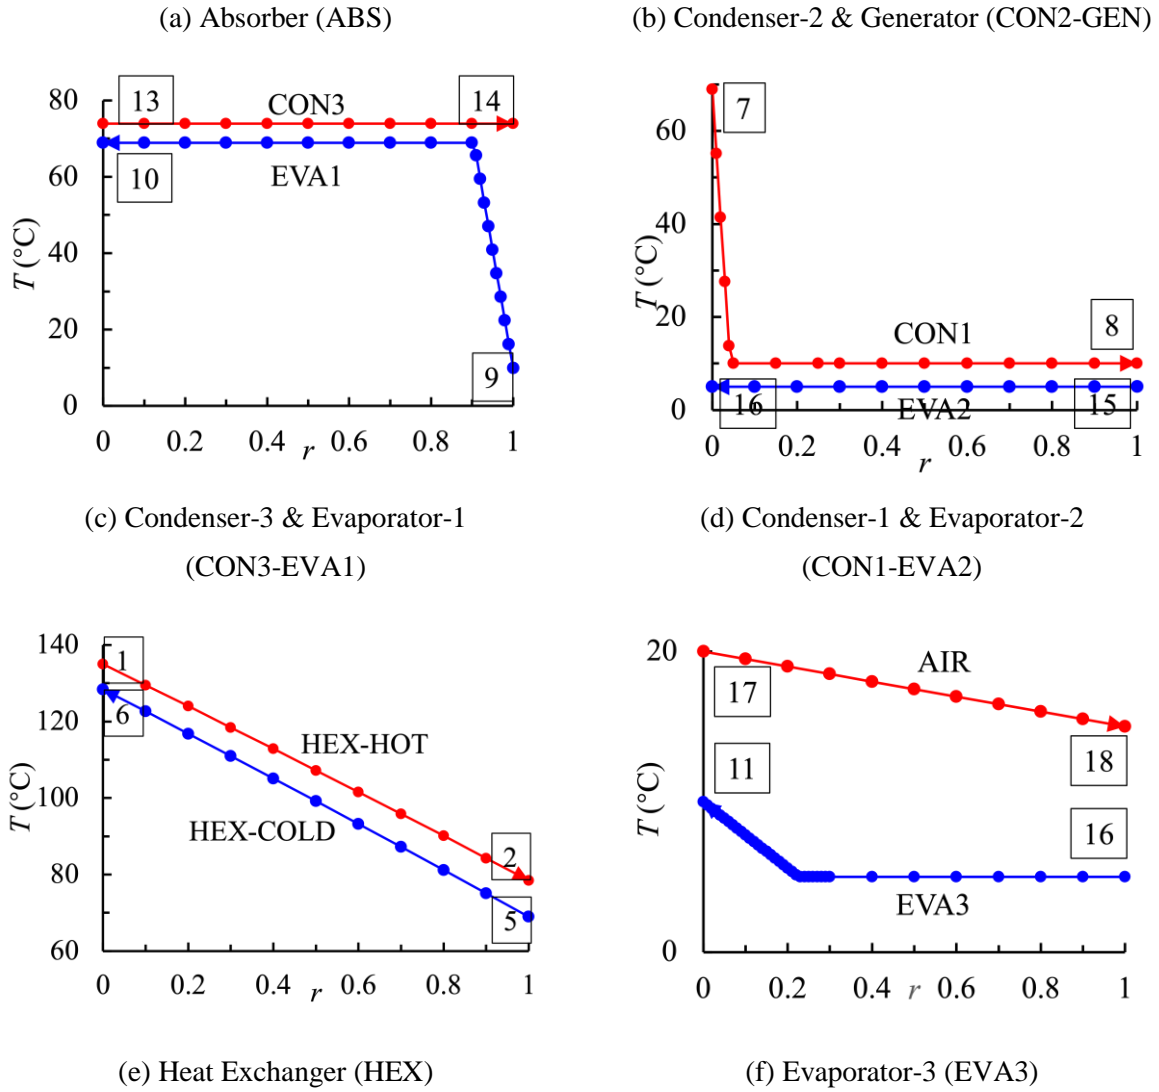 (a) Absorber (ABS)
(b) Condenser-2 & Generator (CON2-GEN)
80
60
40
20
0
T (°C)
13
CON3
14
10
EVA1
9
0
0.2
0.4
r
0.6
0.8
1
60
40
20
0
T (°C)
7
CON1
8
16
EVA2
15
0
0.2
0.4
r
0.6
0.8
1
(c) Condenser-3 & Evaporator-1
(CON3-EVA1)
(d) Condenser-1 & Evaporator-2
(CON1-EVA2)
140
120
100
80
60
T (°C)
1
6
HEX-HOT
HEX-COLD
2
5
0
0.2
0.4
r
0.6
0.8
1
20
0
T (°C)
AIR
17
18
11
16
EVA3
0
0.2
0.4
r
0.6
0.8
1
(e) Heat Exchanger (HEX)
(f) Evaporator-3 (EVA3)